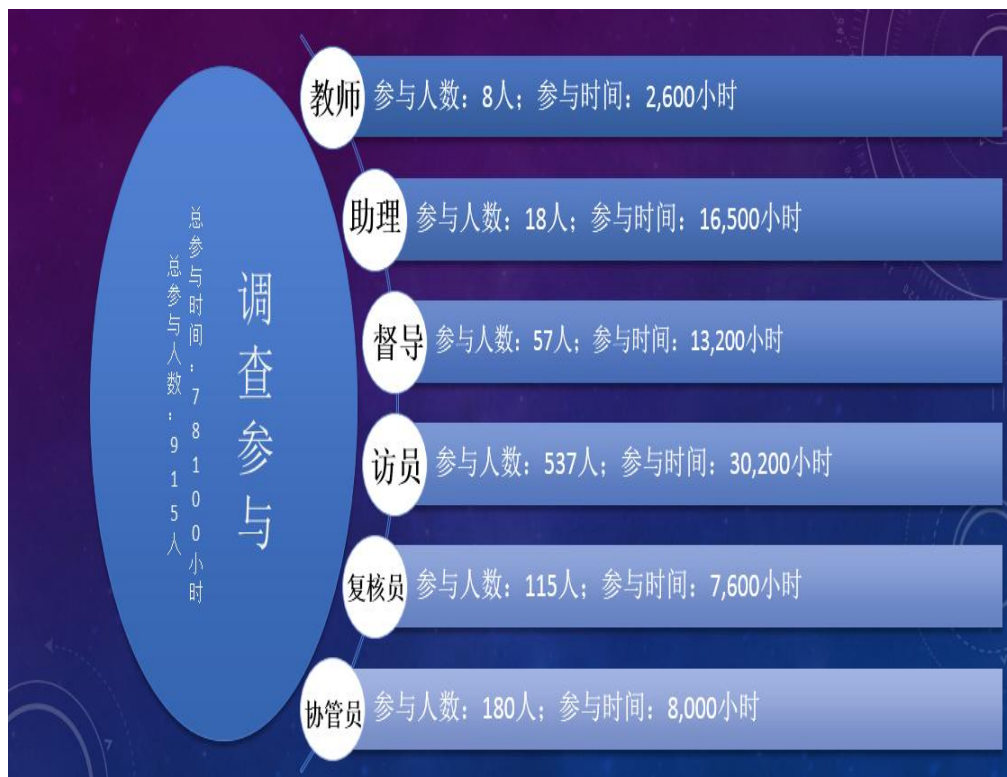 调查参与
总参与时间：78100小时
总参与人数：915人
教师
参与人数：8人；参与时间：2,600小时
助理
参与人数：18人；参与时间：16,500小时
督导
参与人数：57人；参与时间：13,200小时
访员
参与人数：537人；参与时间：30,200小时
复核员
参与人数：115人；参与时间：7,600小时
协管员
参与人数：180人；参与时间：8,000小时